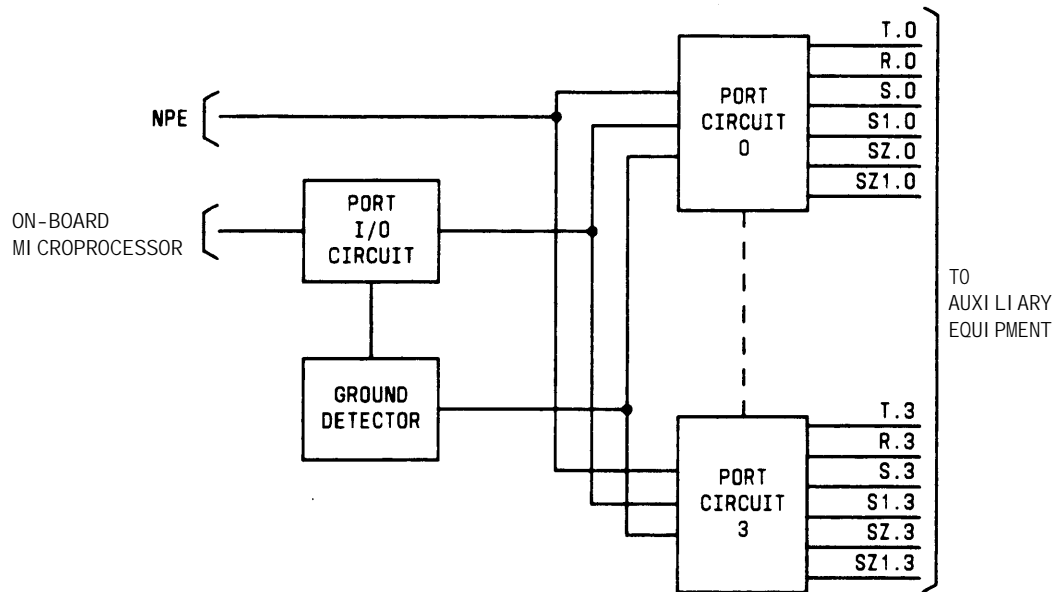 NPE
ON-BOARD
MICROPROCESSOR
PORT
I/O
CIRCUIT
GROUND
DETECTOR
PORT
CIRCUIT
0
T.0
R.0
S.0
S1.0
SZ.0
SZ1.0
TO
AUXILIARY
EQUIPMENT
PORT
CIRCUIT
3
T.3
R.3
S.3
S1.3
SZ.3
SZ1.3